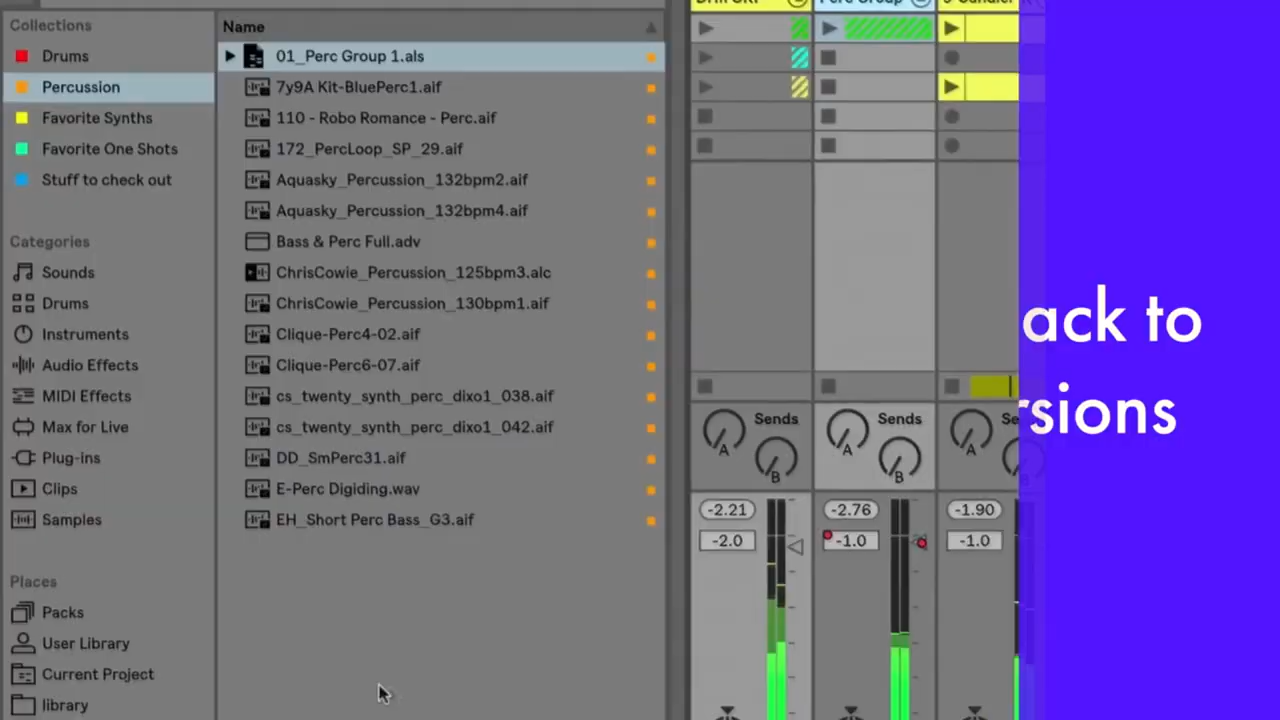 Collections
Drums
Percussion
Favorite Synths
Favorite One Shots
Stuff to check out
Categories
Sounds
Drums
Instruments
Audio Effects
MIDI Effects
Max for Live
Plug-ins
Clips
Samples
Places
Packs
User Library
Current Project
library
Name
01_Perc Group 1.als
7y9A Kit-BluePerc1.aif
110 - Robo Romance - Perc.aif
172_PercLoop_SP_29.aif
Aquasky_Percussion_132bpm2.aif
Aquasky_Percussion_132bpm4.aif
Bass & Perc Full.adv
ChrisCowie_Percussion_125bpm3.alc
ChrisCowie_Percussion_130bpm1.aif
Clique-Perc4-02.aif
Clique-Perc6-07.aif
cs_twenty_synth_perc_dixo1_038.aif
cs_twenty_synth_perc_dixo1_042.aif
DD_SmPerc31.aif
E-Perc Digiding.wav
EH_Short Perc Bass_G3.aif
Perc Group
Sends Sends Se
A A A
B B B
-2.21 -2.76 -1.90
-2.0 -1.0 -1.0
ack to
rsions